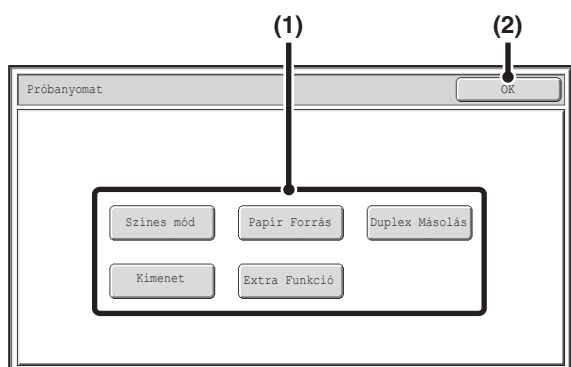 (1) (2)
Próbanyomat OK
Színes mód Papír Forrás Duplex Másolás
Kimenet Extra Funkció